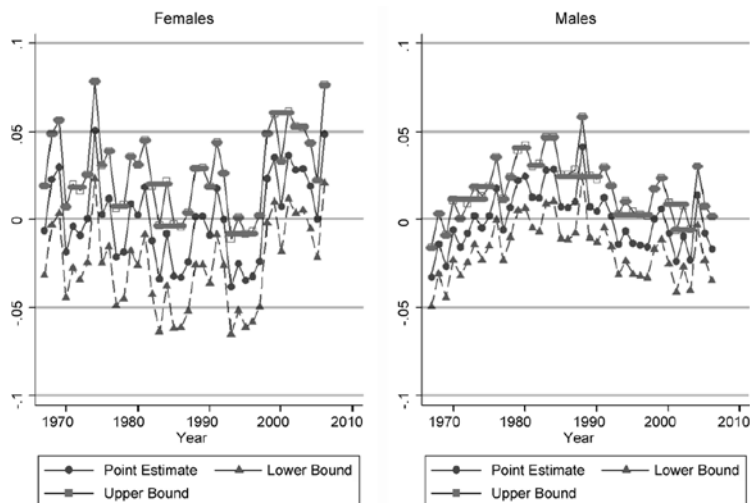 Females
.1
.05
0
-.05
-.1
1970 1980 1990 2000 2010
Year
Point Estimate
Lower Bound
Upper Bound
Males
.1
.05
0
-.05
-.1
1970 1980 1990 2000 2010
Year
Point Estimate
Lower Bound
Upper Bound